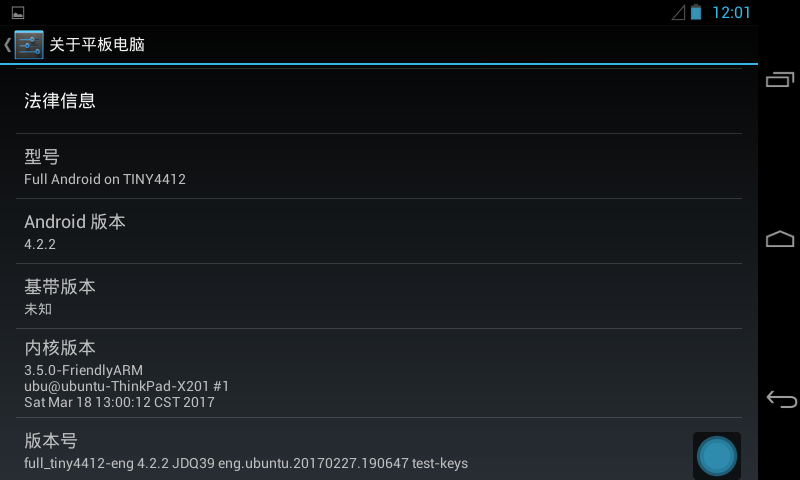 12:01
关于平板电脑
法律信息
型号
Full Android on TINY4412
Android 版本
4.2.2
基带版本
未知
内核版本
3.5.0-FriendlyARM
ubu@ubuntu-ThinkPad-X201 #1
Sat Mar 18 13:00:12 CST 2017
版本号
full_tiny4412-eng 4.2.2 JDQ39 eng.ubuntu.20170227.190647 test-keys